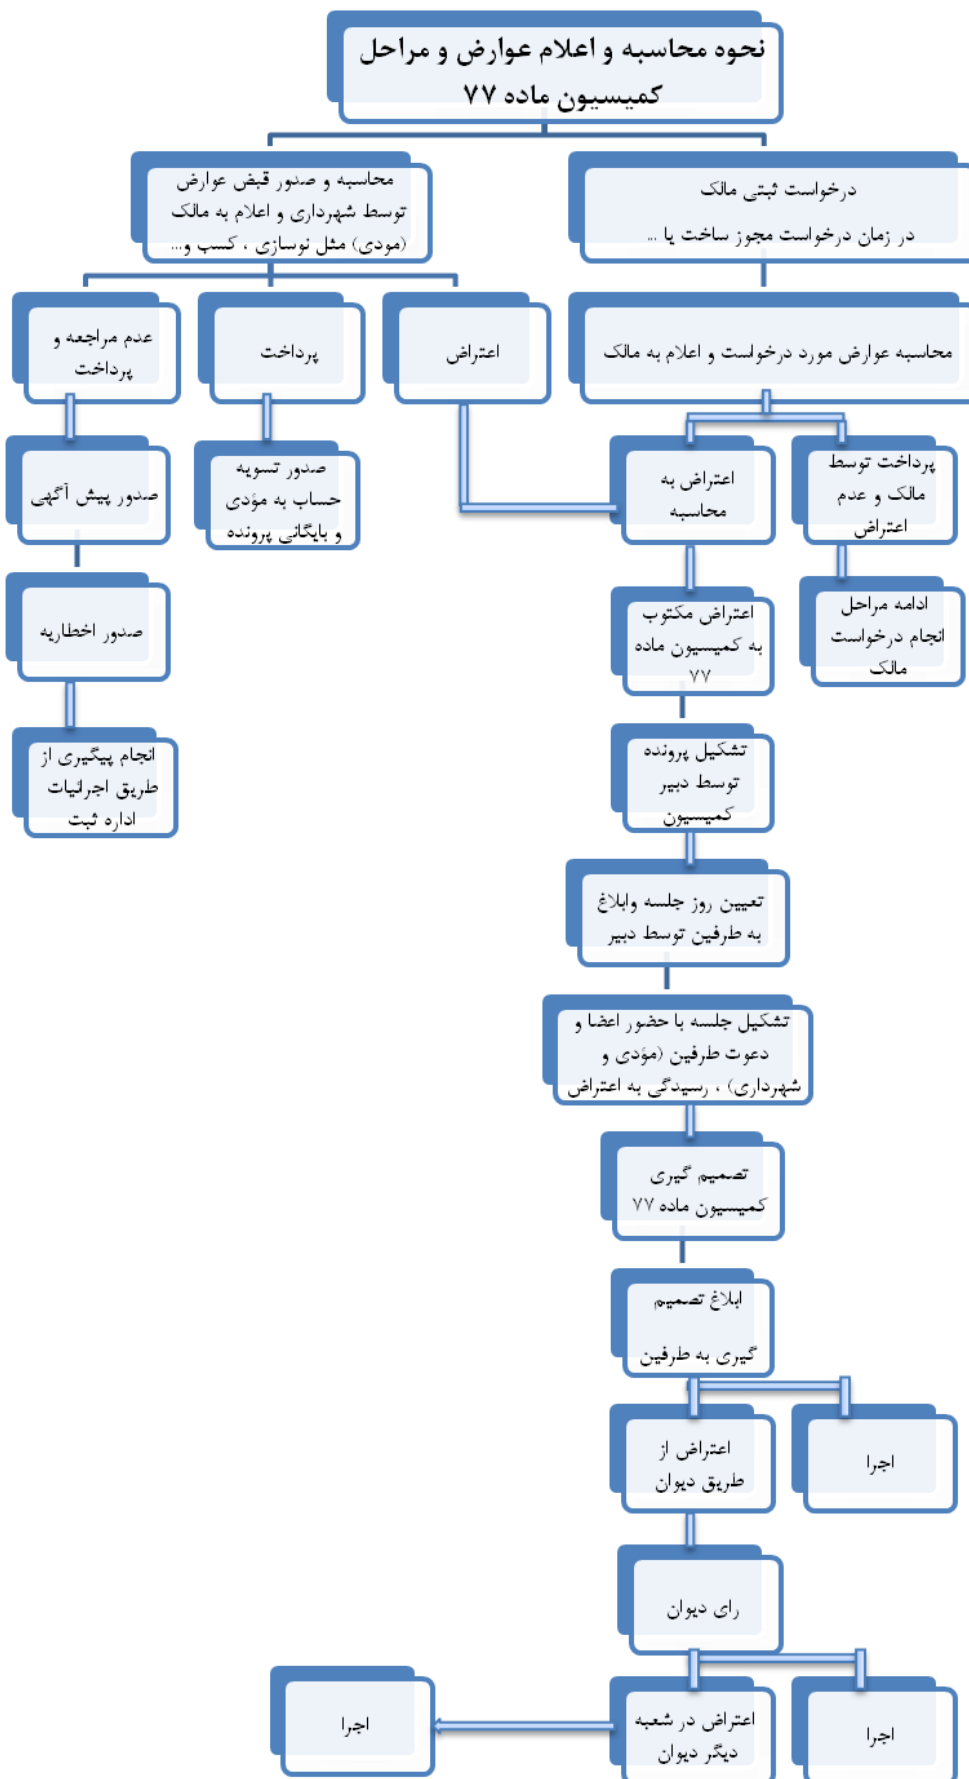 نحوه محاسبه و اعلام عوارض و مراحل
کمیسیون ماده ۷۷
درخواست ثبتی مالک
در زمان درخواست مجوز ساخت یا ...
محاسبه و صدور قبض عوارض
توسط شهرداری و اعلام به مالک
(مودی) مثل نوسازی ، کسب و...
محاسبه عوارض مورد درخواست و اعلام به مالک
اعتراض
پرداخت
عدم مراجعه و
پرداخت
پرداخت توسط
مالک و عدم
اعتراض
اعتراض به
محاسبه
صدور تسویه
حساب به مؤدی
و بایگانی پرونده
صدور پیش آگهی
ادامه مراحل
انجام درخواست
مالک
اعتراض مکتوب
به کمیسیون ماده
۷۷
صدور اخطاریه
تشکیل پرونده
توسط دبیر
کمیسیون
انجام پیگیری از
طریق اجرائیات
اداره ثبت
تعیین روز جلسه وابلاغ
به طرفین توسط دبیر
تشکیل جلسه با حضور اعضا و
دعوت طرفین (مؤدی و
شهرداری) ، رسیدگی به اعتراض
تصمیم گیری
کمیسیون ماده ۷۷
ابلاغ تصمیم
گیری به طرفین
اجرا
اعتراض از
طریق دیوان
رای دیوان
اجرا
اعتراض در شعبه
دیگر دیوان
اجرا